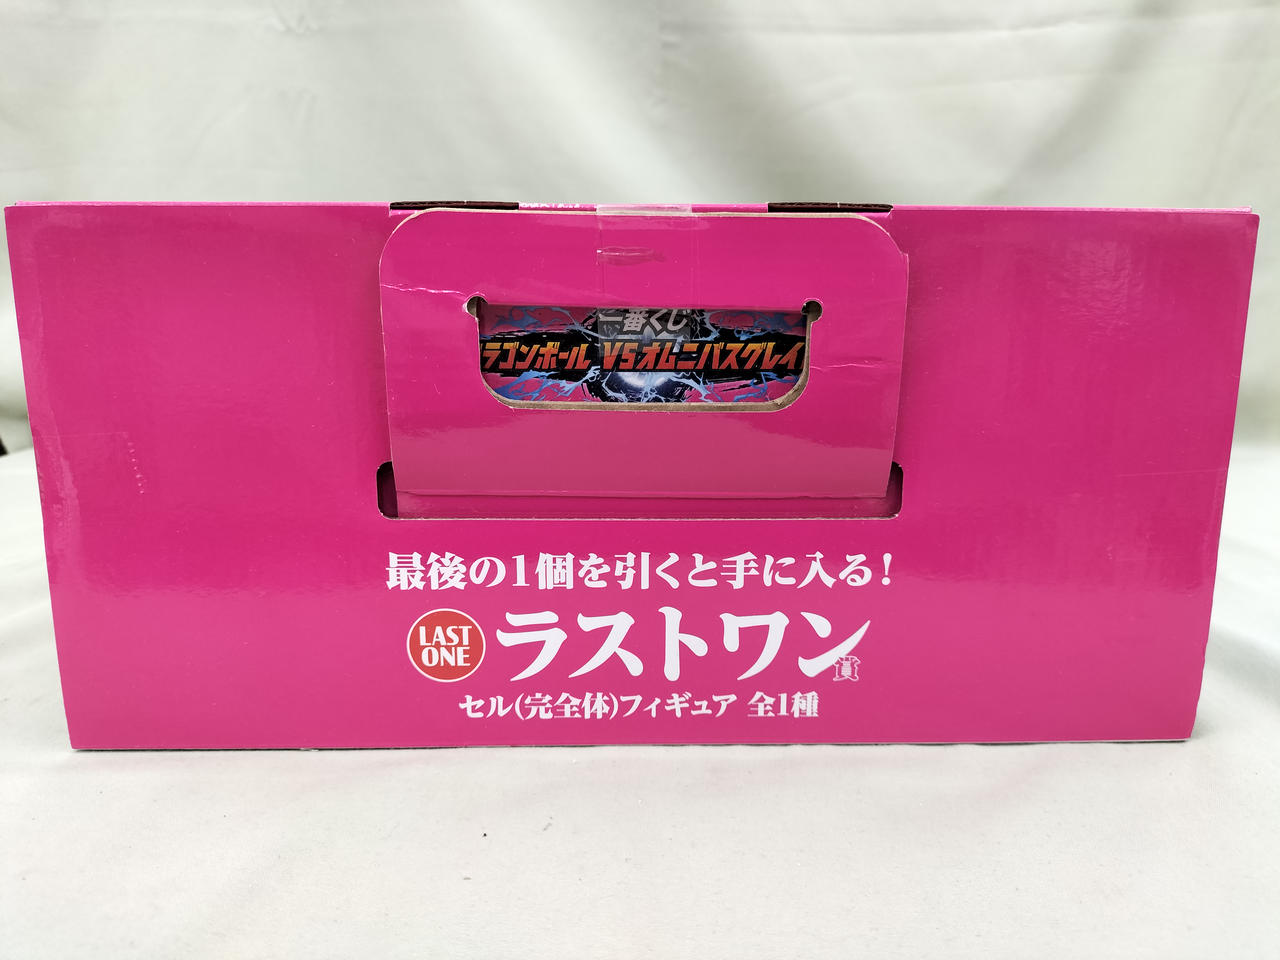 一番くじ
ラゴンボール VSオムニバスグレイ
最後の1個を引くと手に入る!
LAST
ONE
ラストワン賞
セル(完全体)フィギュア 全1種